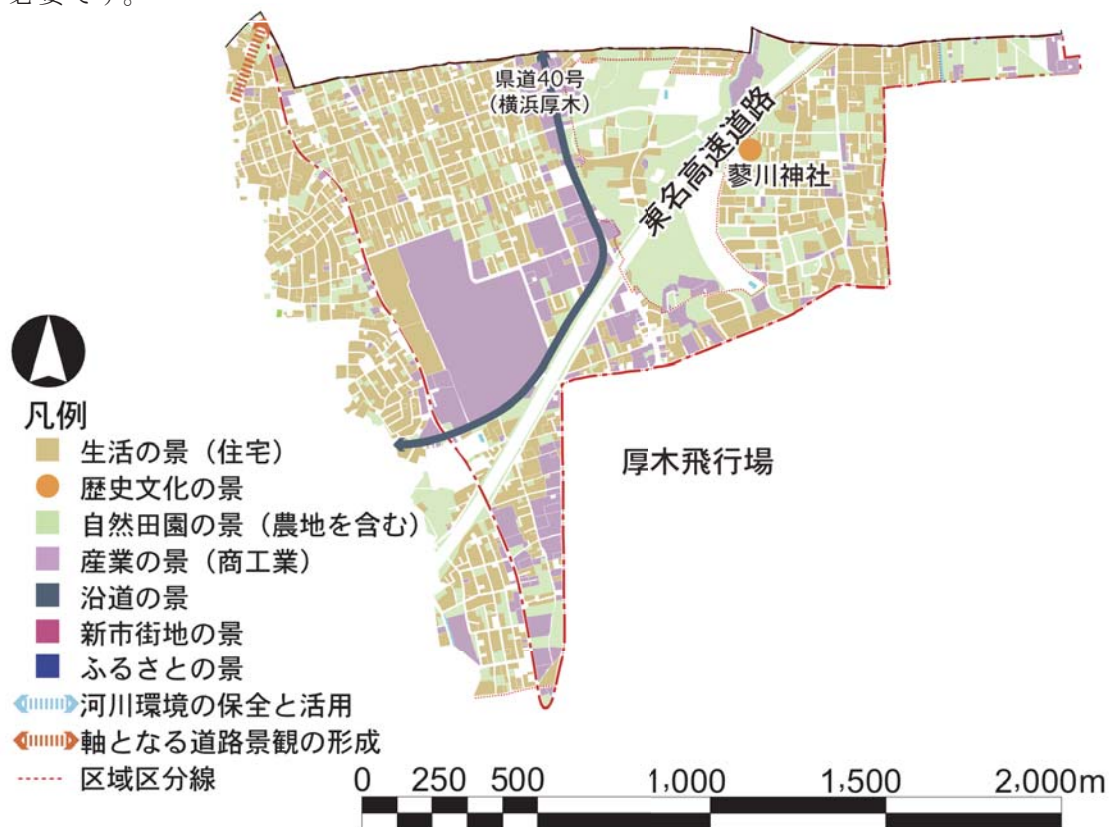 必要です。
県道40号
(横浜厚木)
東名高速道路
蓼川神社
厚木飛行場
凡例
生活の景（住宅）
歴史文化の景
自然田園の景（農地を含む）
産業の景（商工業）
沿道の景
新市街地の景
ふるさとの景
河川環境の保全と活用
軸となる道路景観の形成
区域区分線
0 250 500 1,000 1,500 2,000m